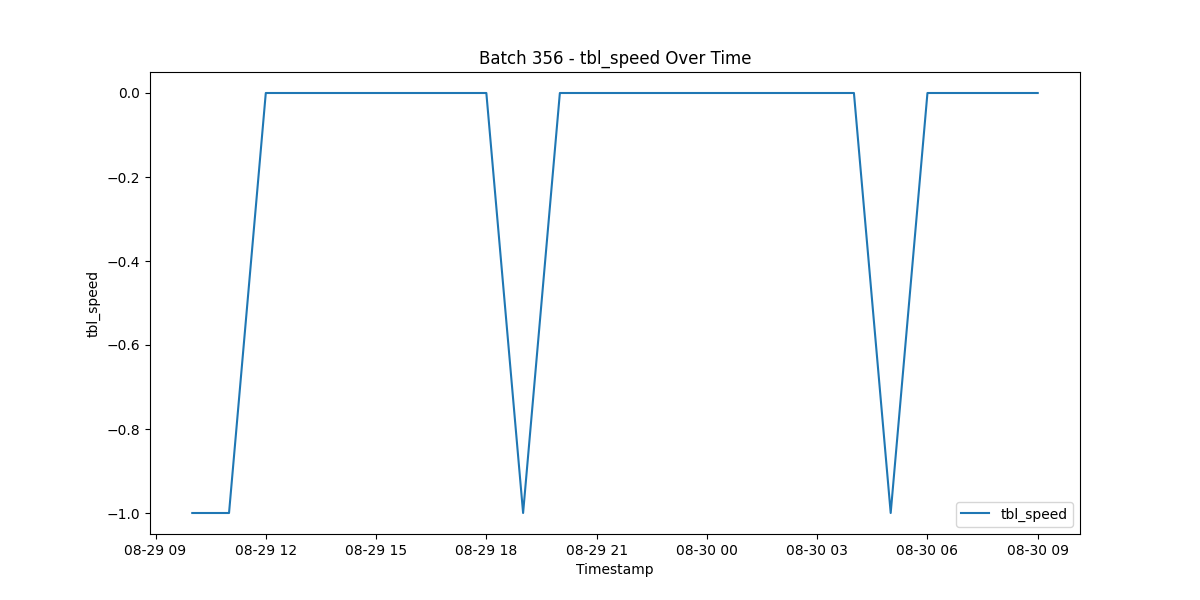 Batch 356 - tbl_speed Over Time
tbl_speed
0.0
−0.2
−0.4
−0.6
−0.8
−1.0
tbl_speed
08-29 09 08-29 12 08-29 15 08-29 18 08-29 21 08-30 00 08-30 03 08-30 06 08-30 09
Timestamp